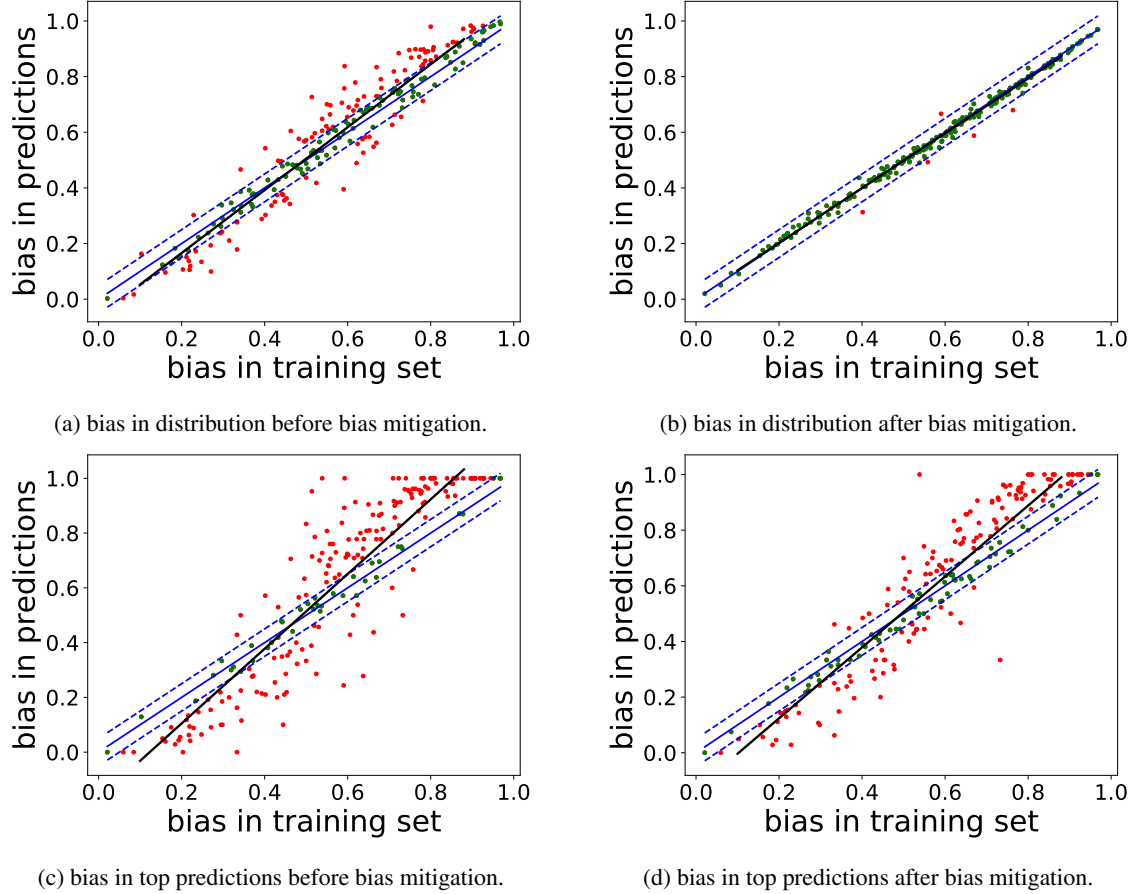 bias in predictions
1.0
0.8
0.6
0.4
0.2
0.0
0.0 0.2 0.4 0.6 0.8 1.0
bias in training set
(a) bias in distribution before bias mitigation.
bias in predictions
1.0
0.8
0.6
0.4
0.2
0.0
0.0 0.2 0.4 0.6 0.8 1.0
bias in training set
(b) bias in distribution after bias mitigation.
bias in predictions
1.0
0.8
0.6
0.4
0.2
0.0
0.0 0.2 0.4 0.6 0.8 1.0
bias in training set
(c) bias in top predictions before bias mitigation.
bias in predictions
1.0
0.8
0.6
0.4
0.2
0.0
0.0 0.2 0.4 0.6 0.8 1.0
bias in training set
(d) bias in top predictions after bias mitigation.